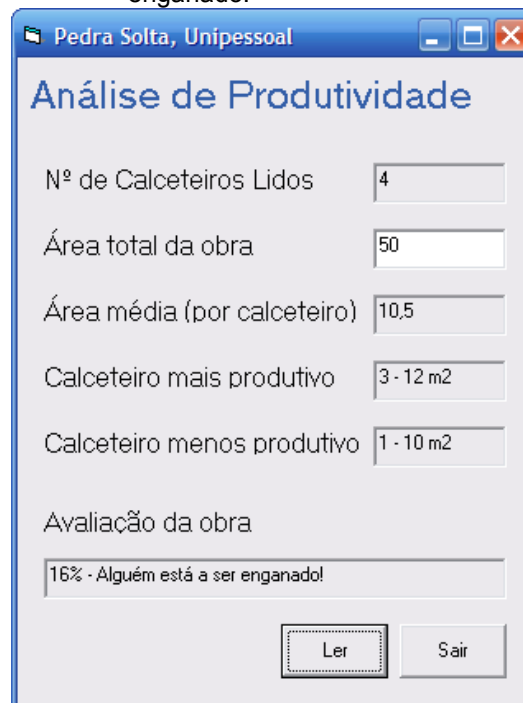 enganado.
Pedra Solta, Unipessoal
Análise de Produtividade
Nº de Calceteiros Lidos 4
Área total da obra 50
Área média (por calceteiro) 10,5
Calceteiro mais produtivo 3 - 12 m2
Calceteiro menos produtivo 1 - 10 m2
Avaliação da obra
16% - Alguém está a ser enganado!
Ler Sair